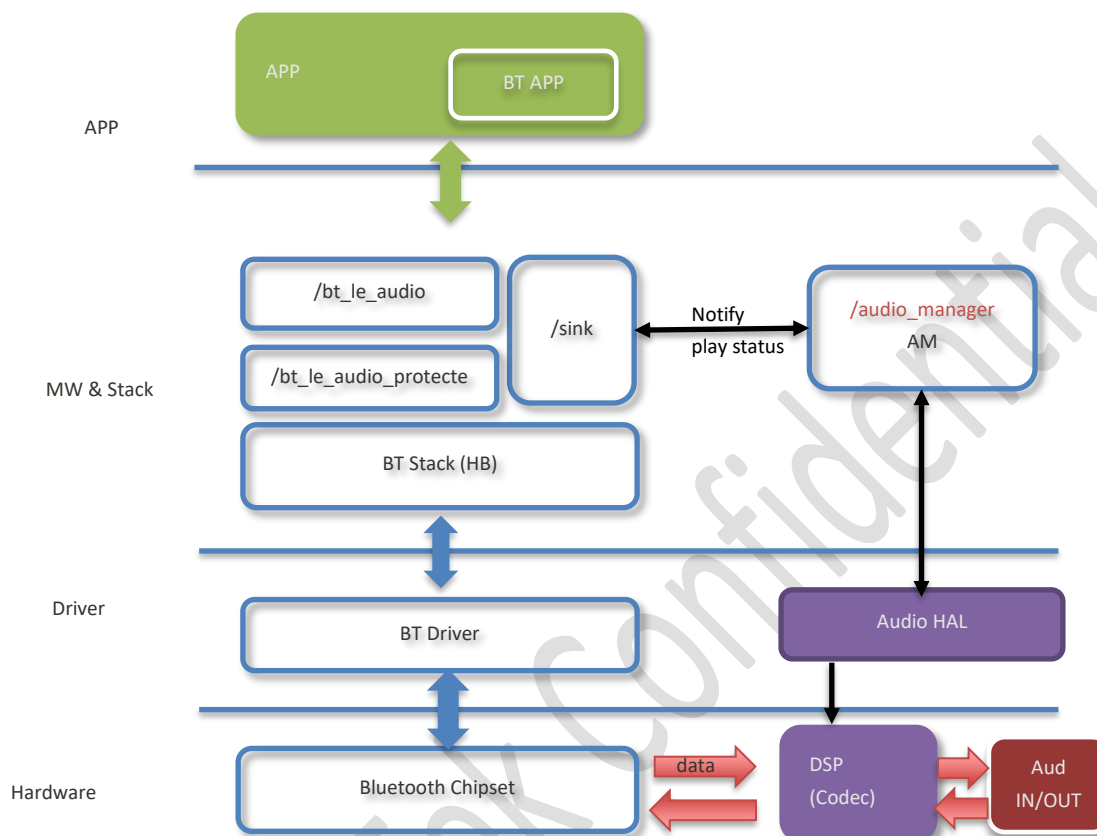 APP
BT APP
APP
/bt_le_audio
/sink
Notify
play status
/audio_manager
AM
/bt_le_audio_protecte
MW & Stack
BT Stack (HB)
Driver
BT Driver
Audio HAL
Hardware
Bluetooth Chipset
data
DSP
(Codec)
Aud
IN/OUT
Confidential